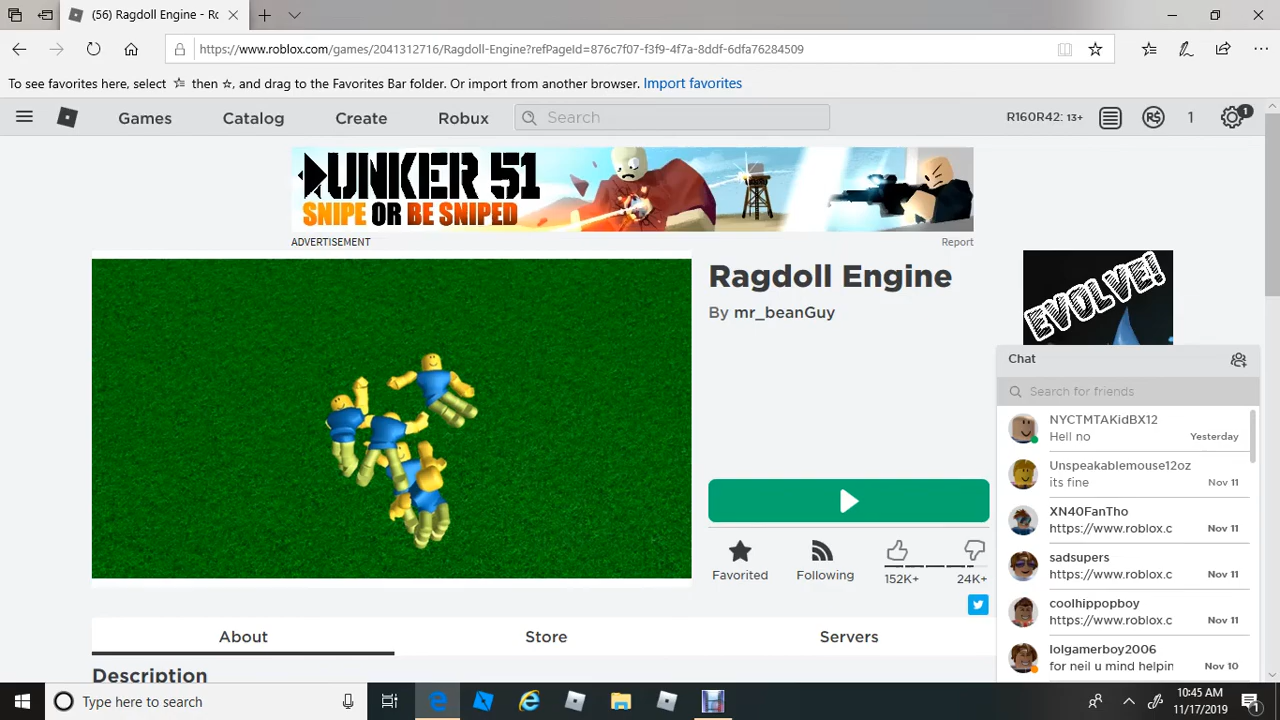 (56) Ragdoll Engine - Ro
https://www.roblox.com/games/2041312716/Ragdoll-Engine?refPageId=876c7f07-f3f9-4f7a-8ddf-6dfa76284509
To see favorites here, select then ☆, and drag to the Favorites Bar folder. Or import from another browser. Import favorites
Games Catalog Create Robux Search R160R42: 13+ R$ 1 1
BUNKER 51
SNIPE OR BE SNIPED
ADVERTISEMENT Report
Ragdoll Engine
By mr_beanGuy
EVOLVE!
Chat
Search for friends
NYCTMTAKidBX12
Hell no Yesterday
Unspeakablemouse12oz
its fine Nov 11
XN40FanTho
https://www.roblox.c Nov 11
sadsupers
https://www.roblox.c Nov 11
coolhippopboy
https://www.roblox.c Nov 11
lolgamerboy2006
for neil u mind helpin Nov 10
Favorited Following 152K+ 24K+
About Store Servers
Description
Type here to search
10:45 AM
11/17/2019
1